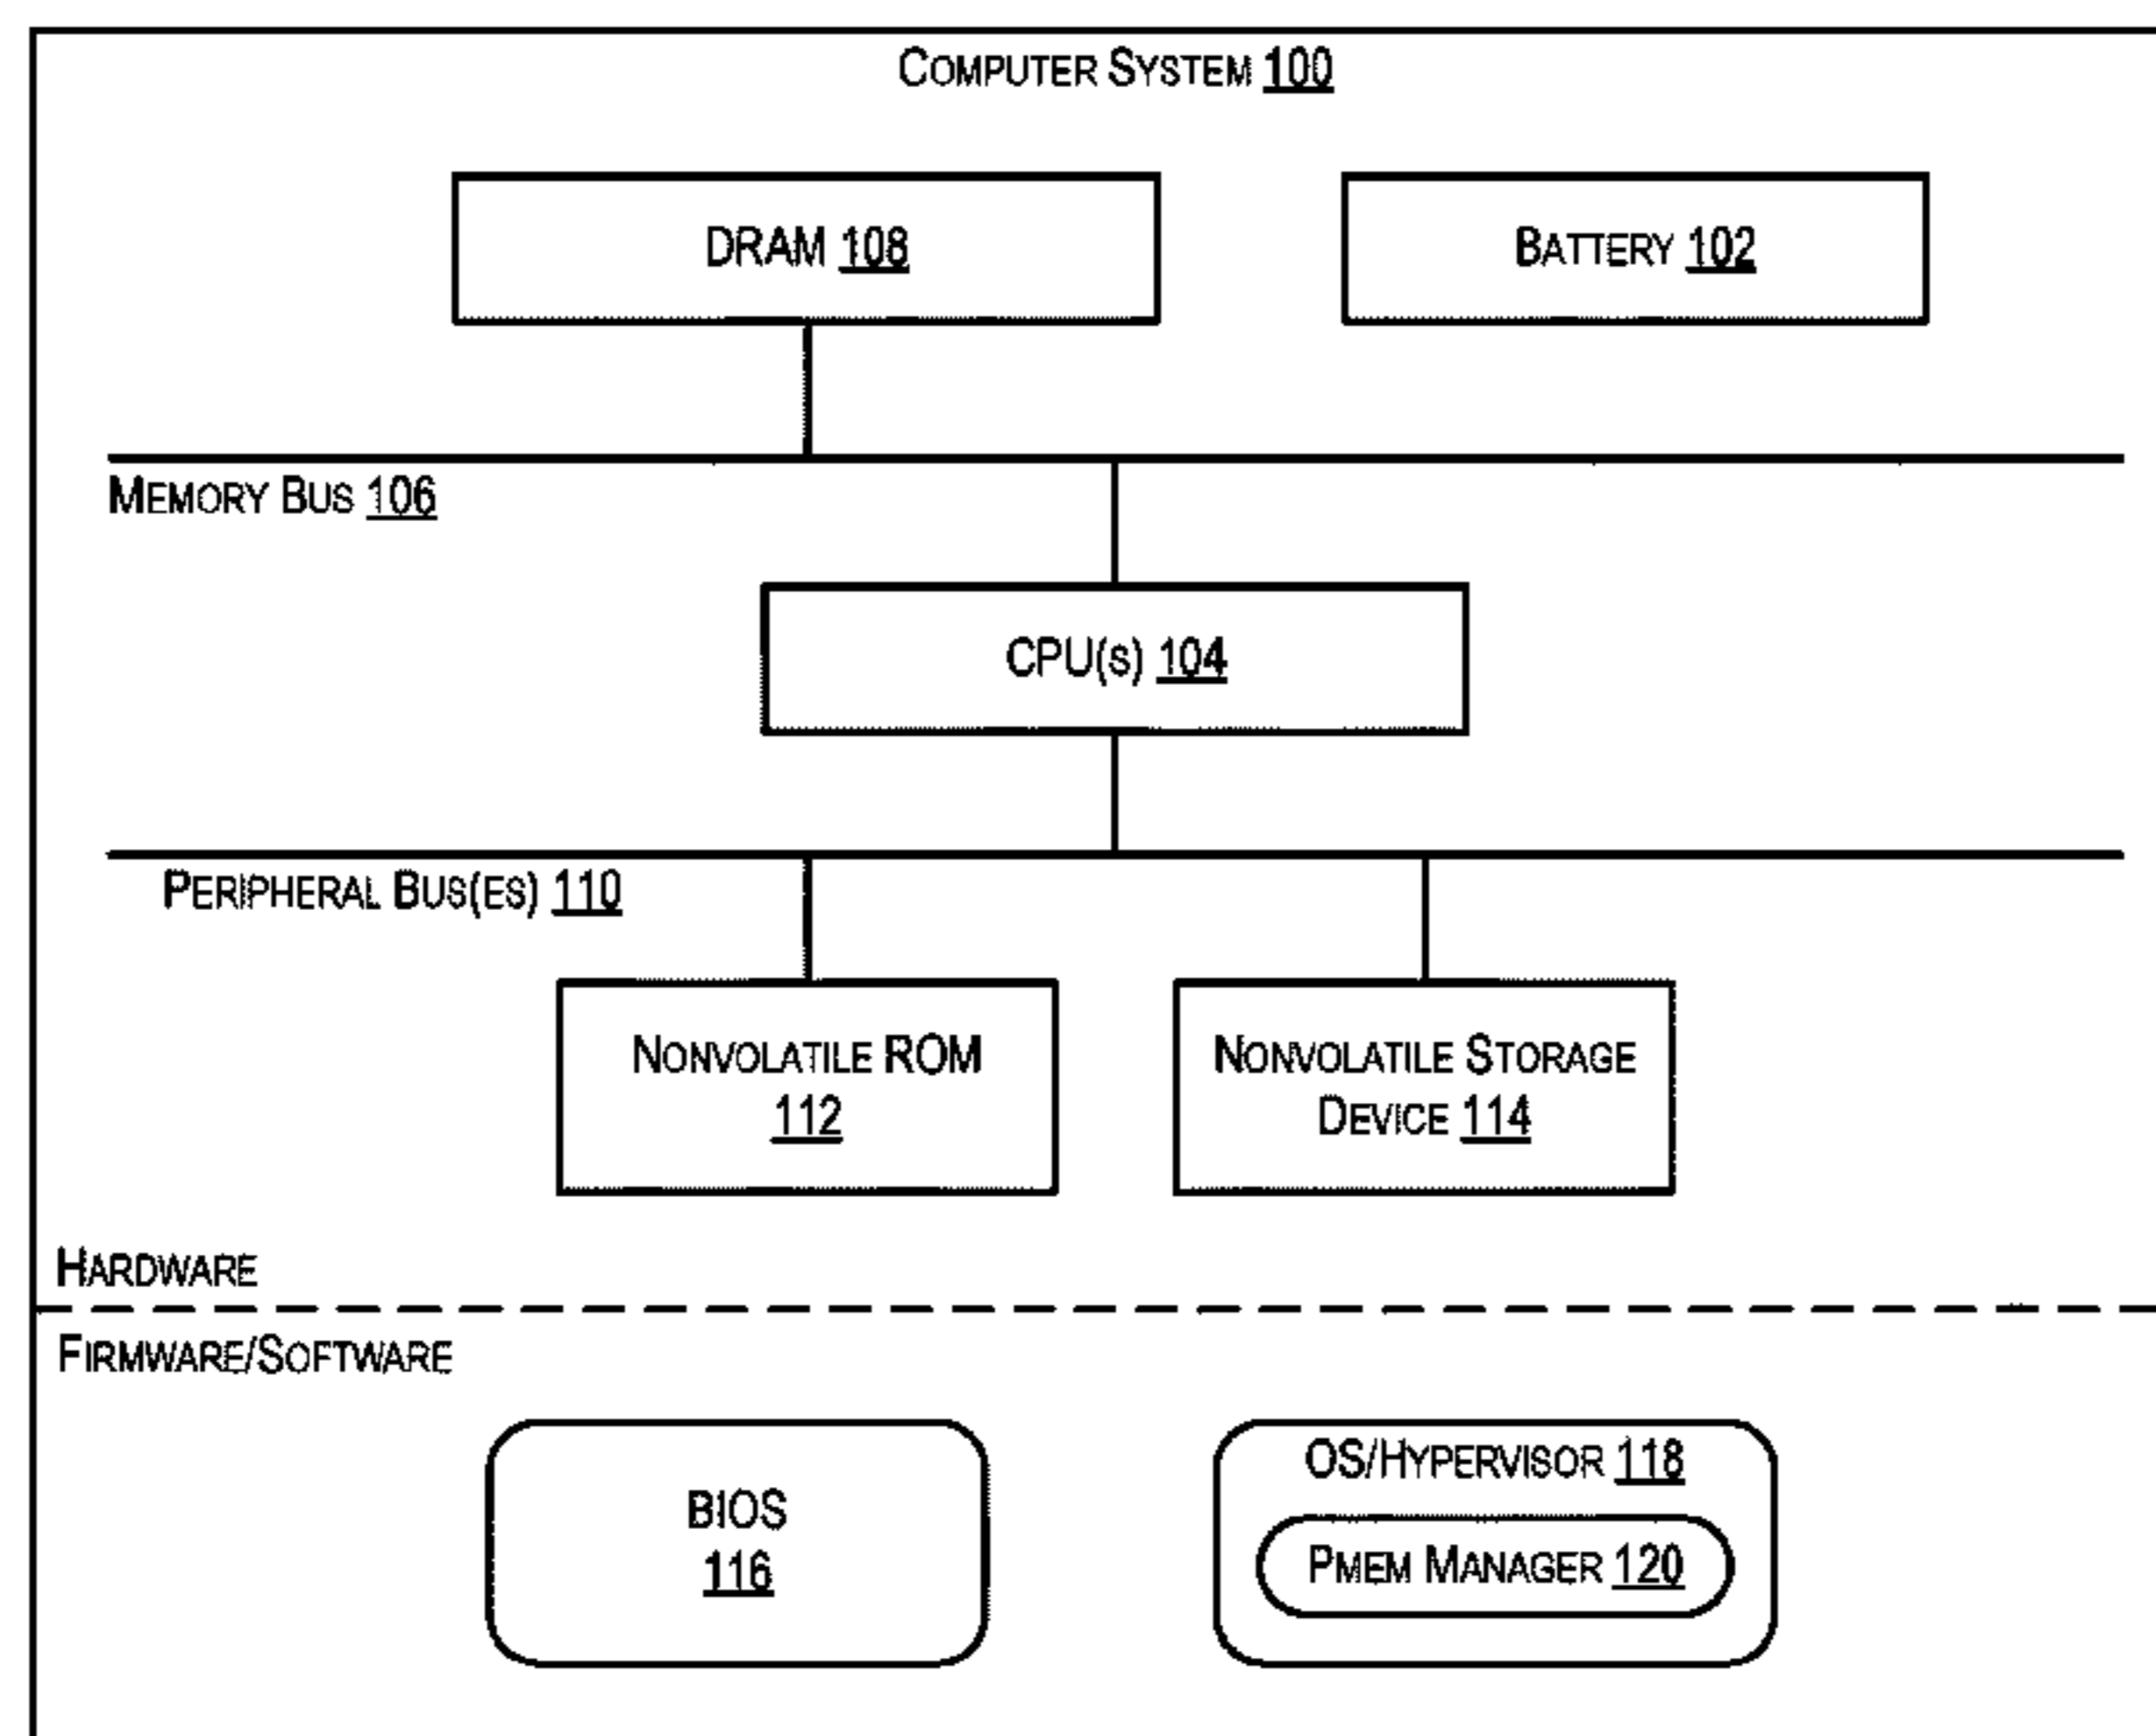 COMPUTER SYSTEM 100
DRAM 108
BATTERY 102
MEMORY BUS 106
CPU(S) 104
PERIPHERAL BUS(ES) 110
NONVOLATILE ROM
112
NONVOLATILE STORAGE
DEVICE 114
HARDWARE
FIRMWARE/SOFTWARE
BIOS
116
OS/HYPERVISOR 118
PMEM MANAGER 120